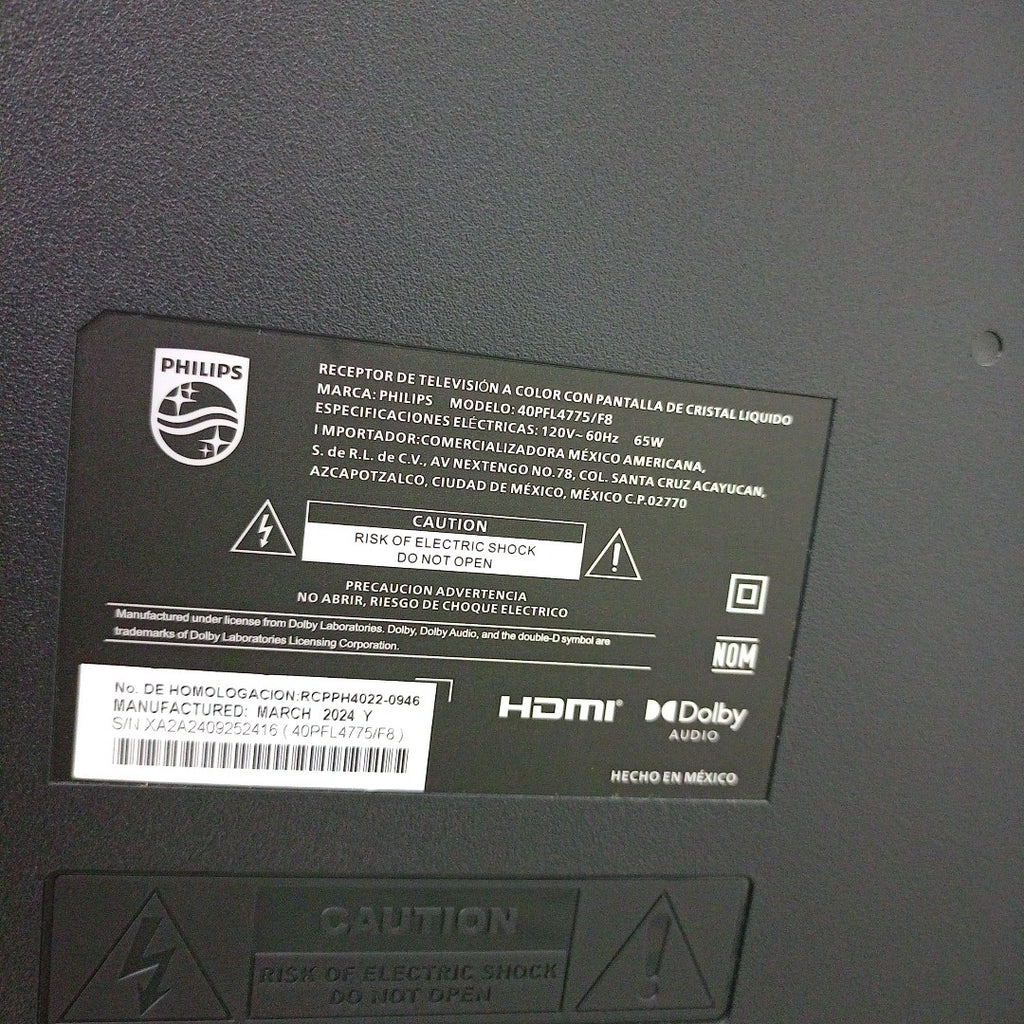 PHILIPS
RECEPTOR DE TELEVISIÓN A COLOR CON PANTALLA DE CRISTAL LIQUIDO
MARCA: PHILIPS MODELO: 40PFL4775/F8
ESPECIFICACIONES ELÉCTRICAS: 120V~ 60Hz 65W
I MPORTADOR:COMERCIALIZADORA MÉXICO AMERICANA,
S. de R.L. de C.V., AV NEXTENGO NO.78, COL. SANTA CRUZ ACAYUCAN,
AZCAPOTZALCO, CIUDAD DE MÉXICO, MÉXICO C.P.02770
CAUTION
RISK OF ELECTRIC SHOCK
DO NOT OPEN
PRECAUCION ADVERTENCIA
NO ABRIR, RIESGO DE CHOQUE ELECTRICO
Manufactured under license from Dolby Laboratories. Dolby, Dolby Audio, and the double-D symbol are
trademarks of Dolby Laboratories Licensing Corporation.
NOM
No. DE HOMOLOGACION:RCPPH4022-0946
MANUFACTURED: MARCH 2024 Y
S/N XA2A2409252416 ( 40PFL4775/F8 )
HDMI®
Dolby
AUDIO
HECHO EN MÉXICO
CAUTION
RISK OF ELECTRIC SHOCK
DO NOT OPEN